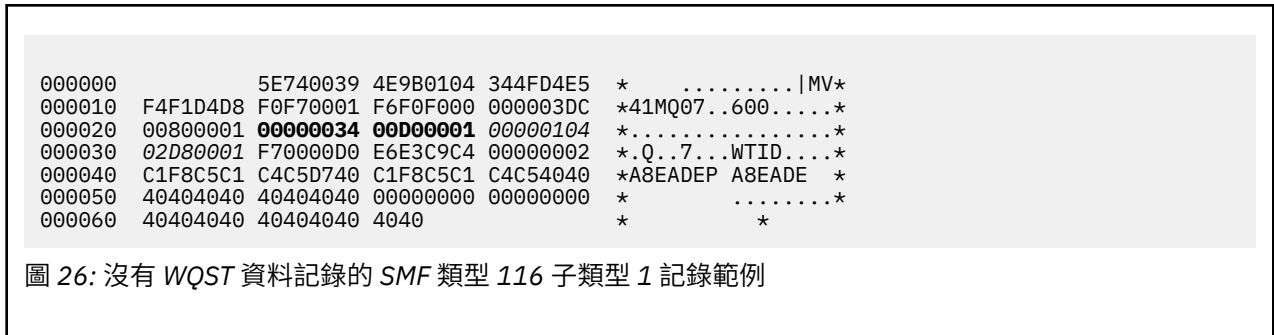 000000 5E740039 4E9B0104 344FD4E5 * .........|MV*
000010 F4F1D4D8 F0F70001 F6F0F000 000003DC *41MQ07..600.....*
000020 00800001 00000034 00D00001 00000104 *................*
000030 02D80001 F70000D0 E6E3C9C4 00000002 *.Q..7...WTID....*
000040 C1F8C5C1 C4C5D740 C1F8C5C1 C4C54040 *A8EADEP A8EADE *
000050 40404040 40404040 00000000 00000000 * ........*
000060 40404040 40404040 4040 * *
圖 26: 沒有 WQST 資料記錄的 SMF 類型 116 子類型 1 記錄範例